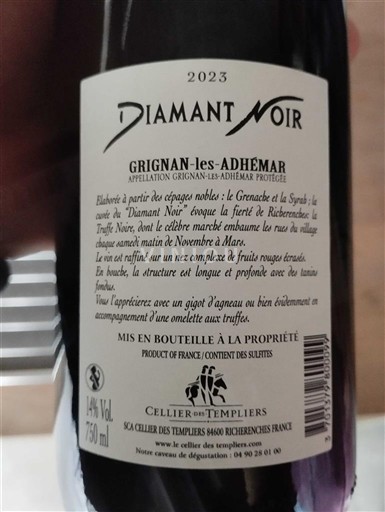 2023
DIAMANT NOIR
GRIGNAN-les-ADHÉMAR
APPELLATION GRIGNAN-LES-ADHÉMAR PROTÉGÉE
Elaborée à partir des cépages nobles : le Grenache et la Syrah ; la
cuvée du "Diamant Noir" évoque la fierté de Richerenches: la
Truffe Noire, dont le célèbre marché embaume les rues du village
chaque samedi matin de Novembre à Mars.
Le vin est raffiné sur un nez complexe de fruits rouges écrasés.
En bouche, la structure est longue et profonde avec des tanins
fondus.
Vous l'apprécierez avec un gigot d'agneau ou bien évidemment en
accompagnement d'une omelette aux truffes.
MIS EN BOUTEILLE À LA PROPRIÉTÉ
PRODUCT OF FRANCE / CONTIENT DES SULFITES
14% Vol.
750 ml
CELLIER DES TEMPLIERS
SCA CELLIER DES TEMPLIERS 84600 RICHERENCHES FRANCE
www.le cellier des templiers.com
Notre caveau de dégustation : 04 90 28 01 00